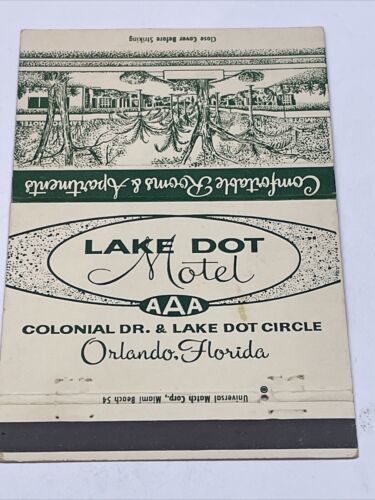 Close Cover Before Striking
Comfortable Rooms & Apartments
LAKE DOT
Motel
AAA
COLONIAL DR. & LAKE DOT CIRCLE
Orlando, Florida
Universal Match Corp., Miami Beach 54